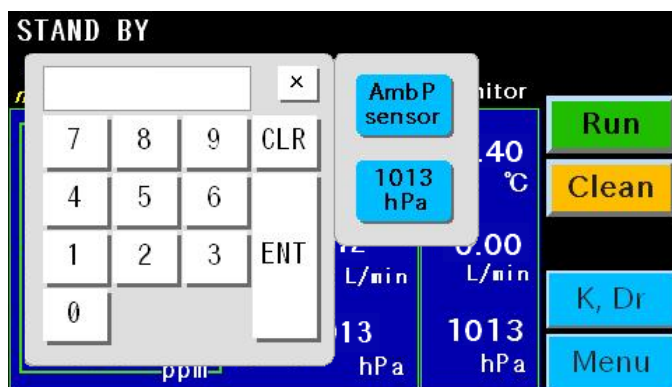 STAND BY
×
7 8 9 CLR
4 5 6
1 2 3 ENT
0
AmbP
sensor
1013
hPa
.40
℃
0.00
L/min
L/min
13
hPa
1013
hPa
ppm
Run
Clean
K, Dr
Menu